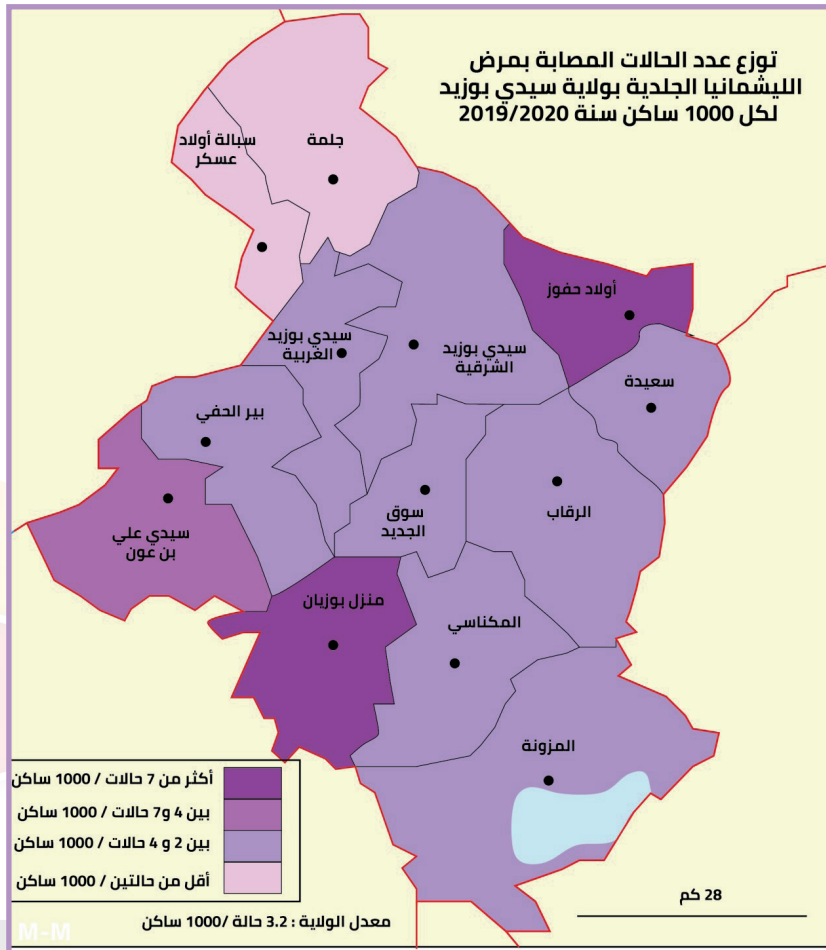 توزع عدد الحالات المصابة بمرض
الليشمانيا الجلدية بولاية سيدي بوزيد
لكل 1000 ساكن سنة 2019/2020
سبالة أولاد
عسكر
جلمة
أولاد حفوز
سيدي بوزيد
الغربية
سيدي بوزيد
الشرقية
سعيدة
بير الحفي
سوق
الجديد
الرقاب
سيدي علي
بن عون
منزل بوزيان
المكناسي
المزونة
أكثر من 7 حالات / 1000 ساكن
بين 4 و7 حالات / 1000 ساكن
بين 2 و 4 حالات / 1000 ساكن
أقل من حالتين / 1000 ساكن
28 كم
معدل الولاية : 3.2 حالة /1000 ساكن
M-M